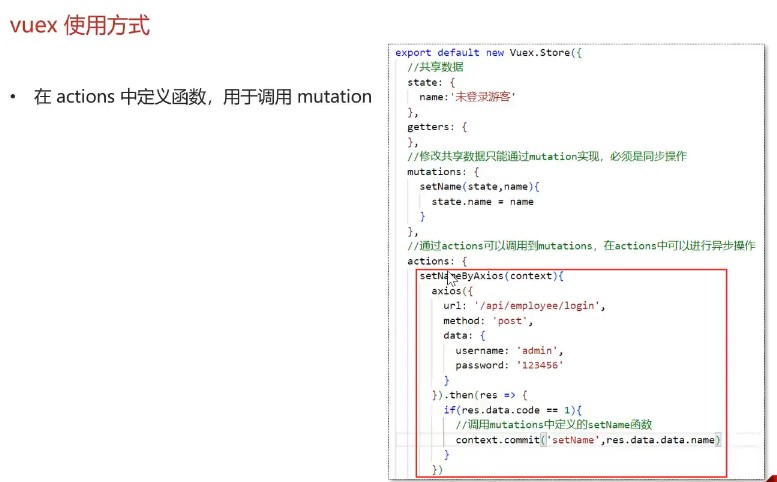 vuex 使用方式
• 在 actions 中定义函数，用于调用 mutation
export default new Vuex.Store({
//共享数据
state: {
name:'未登录游客'
},
getters: {
},
//修改共享数据只能通过mutation实现，必须是同步操作
mutations: {
setName(state,name){
state.name = name
}
},
//通过actions可以调用到mutations，在actions中可以进行异步操作
actions: {
setNameByAxios(context){
axios({
url: '/api/employee/login',
method: 'post',
data: {
username: 'admin',
password: '123456'
}
}).then(res => {
if(res.data.code == 1){
//调用mutations中定义的setName函数
context.commit('setName',res.data.data.name)
}
})